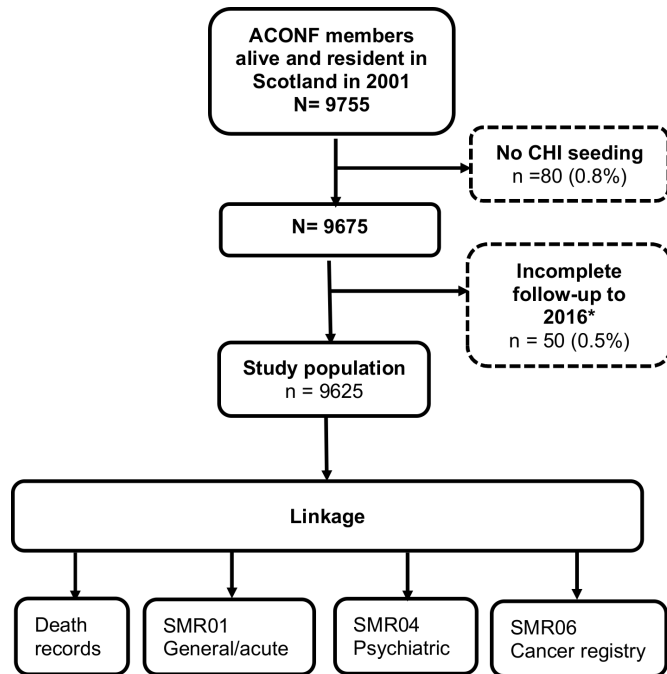 ACONF members
alive and resident in
Scotland in 2001
N= 9755
No CHI seeding
n =80 (0.8%)
N= 9675
Incomplete
follow-up to
2016*
n = 50 (0.5%)
Study population
n = 9625
Linkage
Death
records
SMR01
General/acute
SMR04
Psychiatric
SMR06
Cancer registry